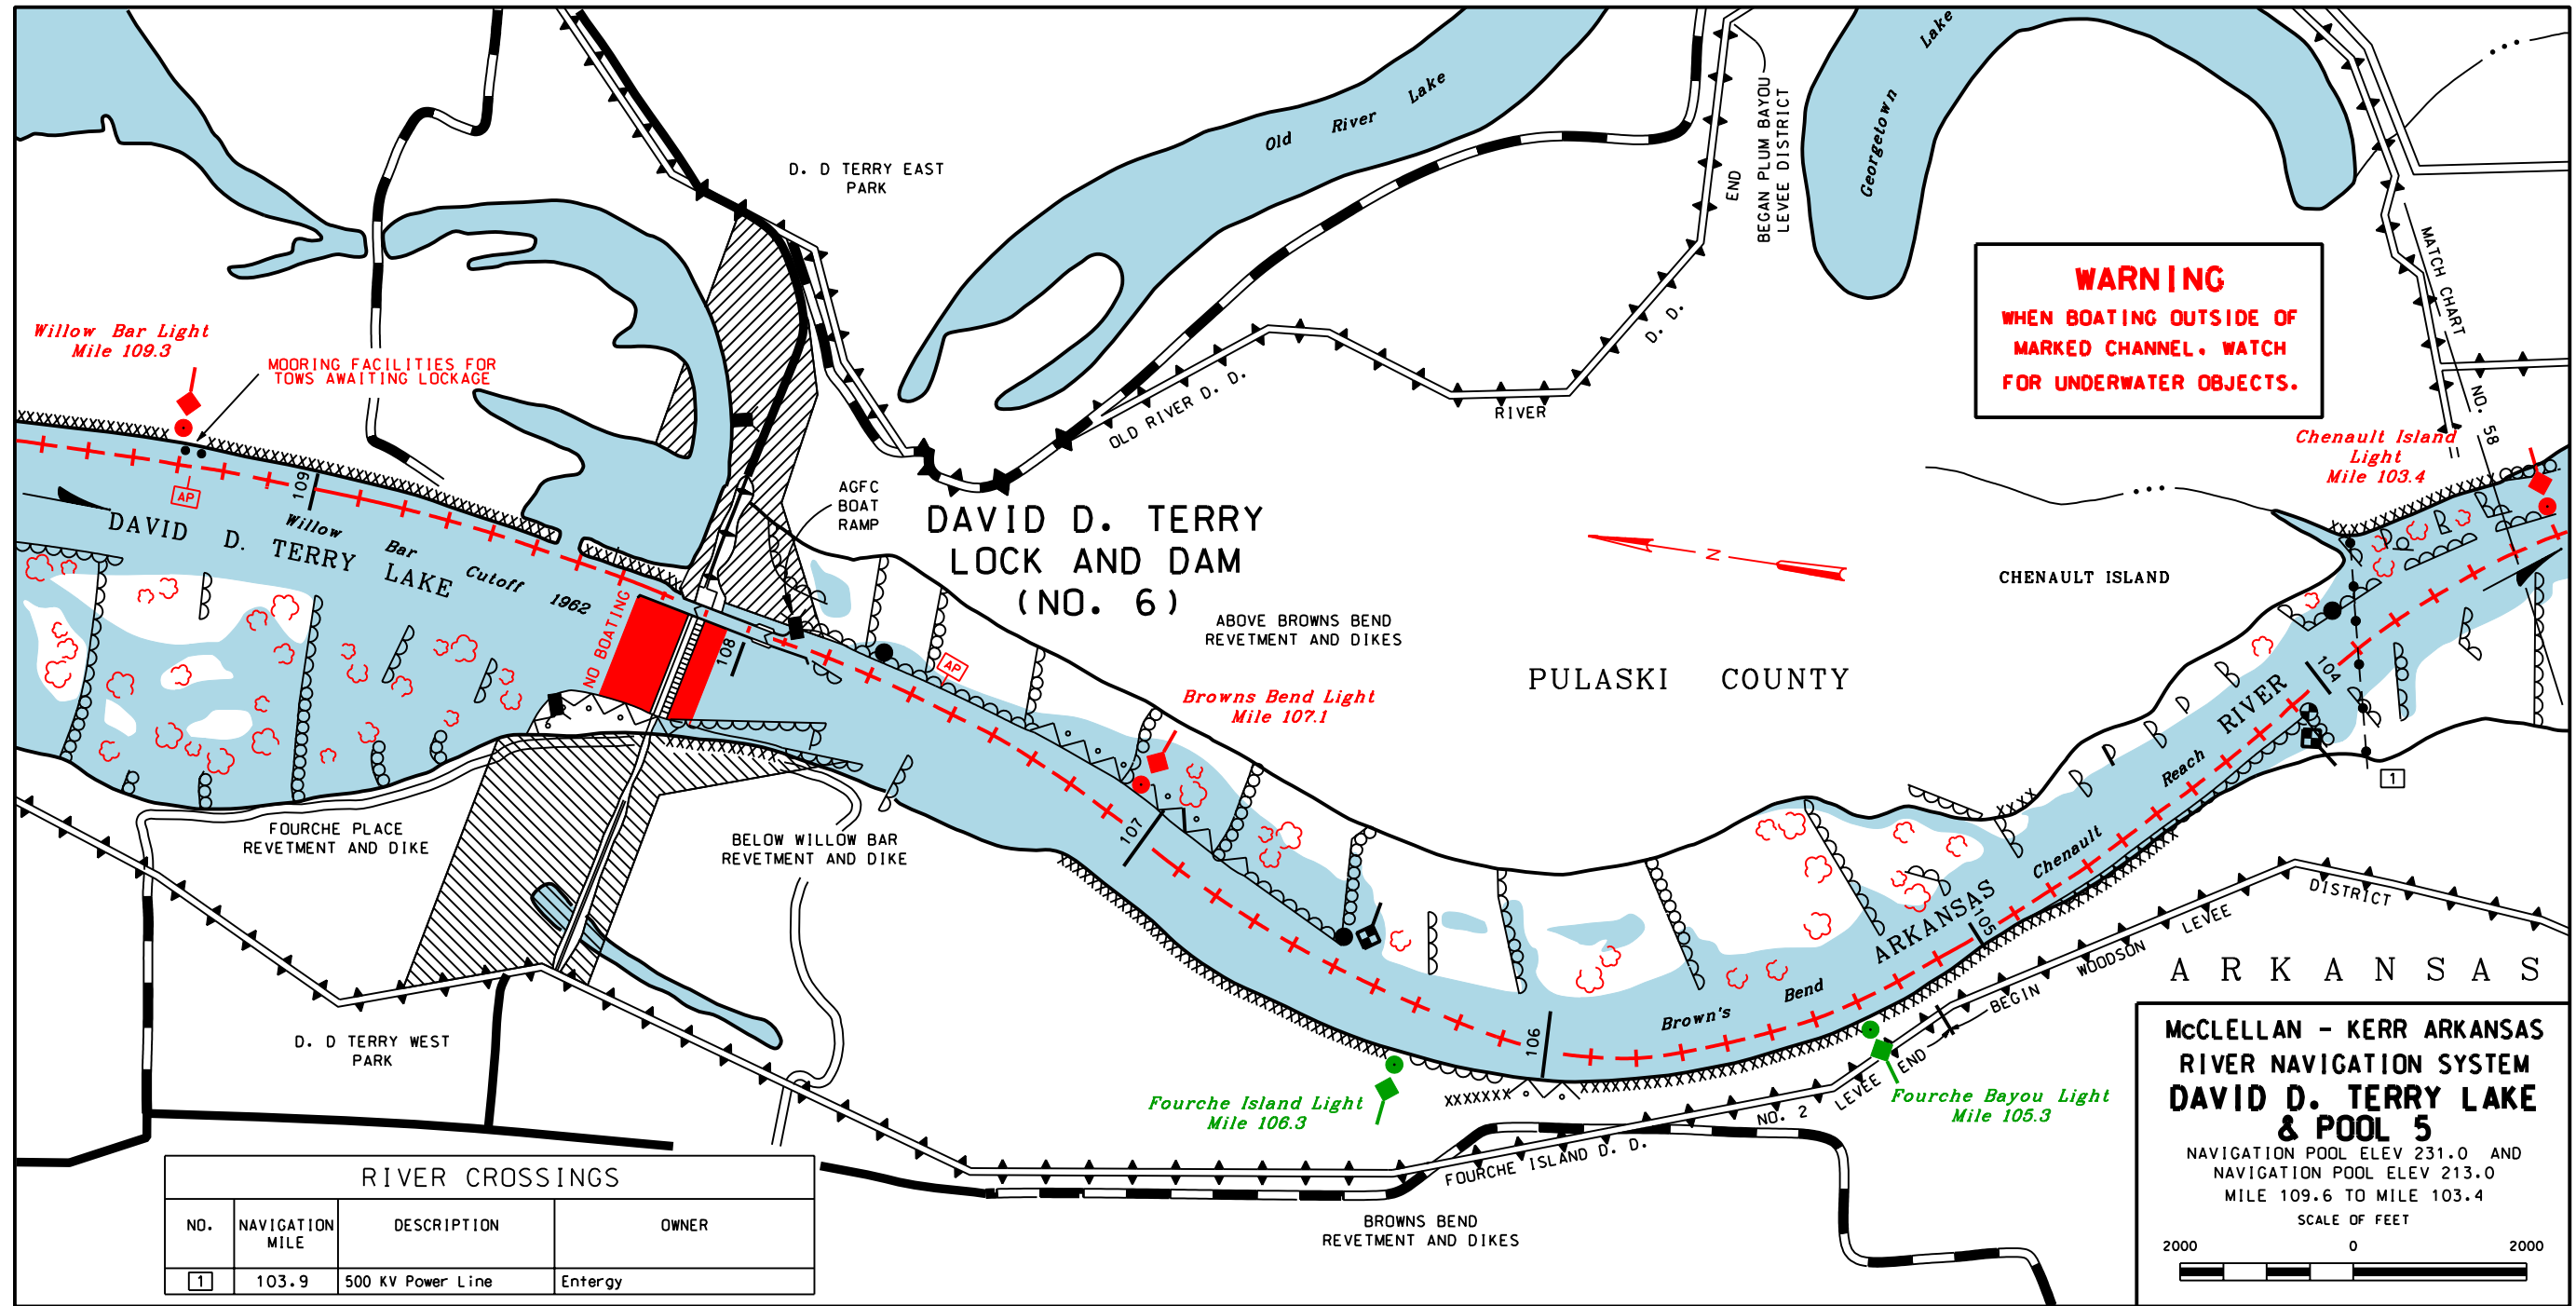 D. D TERRY EAST
PARK
Old River Lake
BEGAN PLUM BAYOU
LEVEE DISTRICT
END
Georgetown Lake
WARNING
WHEN BOATING OUTSIDE OF
MARKED CHANNEL. WATCH
FOR UNDERWATER OBJECTS.
MATCH CHART NO. 58
Willow Bar Light
Mile 109.3
MOORING FACILITIES FOR
TOWS AWAITING LOCKAGE
OLD RIVER D. D.
RIVER
D. D.
Chenault Island
Light
Mile 103.4
109
AP
DAVID D. TERRY LAKE
Willow Bar Cutoff 1962
AGFC
BOAT
RAMP
DAVID D. TERRY
LOCK AND DAM
(NO. 6)
N
CHENAULT ISLAND
NO BOATING
108
AP
ABOVE BROWNS BEND
REVETMENT AND DIKES
PULASKI COUNTY
Browns Bend Light
Mile 107.1
104
1
ARKANSAS RIVER
Chenault Reach
FOURCHE PLACE
REVETMENT AND DIKE
BELOW WILLOW BAR
REVETMENT AND DIKE
107
105
106
Brown's Bend
BEGIN WOODSON LEVEE DISTRICT
ARKANSAS
D. D TERRY WEST
PARK
Fourche Island Light
Mile 106.3
FOURCHE ISLAND D. D. NO. 2 LEVEE END
Fourche Bayou Light
Mile 105.3
BROWNS BEND
REVETMENT AND DIKES
RIVER CROSSINGS
NO. NAVIGATION MILE DESCRIPTION OWNER
1 103.9 500 KV Power Line Entergy
McCLELLAN - KERR ARKANSAS
RIVER NAVIGATION SYSTEM
DAVID D. TERRY LAKE
& POOL 5
NAVIGATION POOL ELEV 231.0 AND
NAVIGATION POOL ELEV 213.0
MILE 109.6 TO MILE 103.4
SCALE OF FEET
2000 0 2000